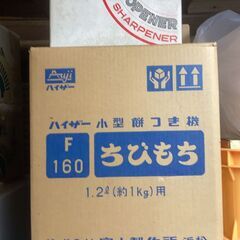 OPENER
SHARPENER
Fuji
ハイザー
ハイザー小型餅つき機
F
160
ちびもち
1.2ℓ(約1kg)用